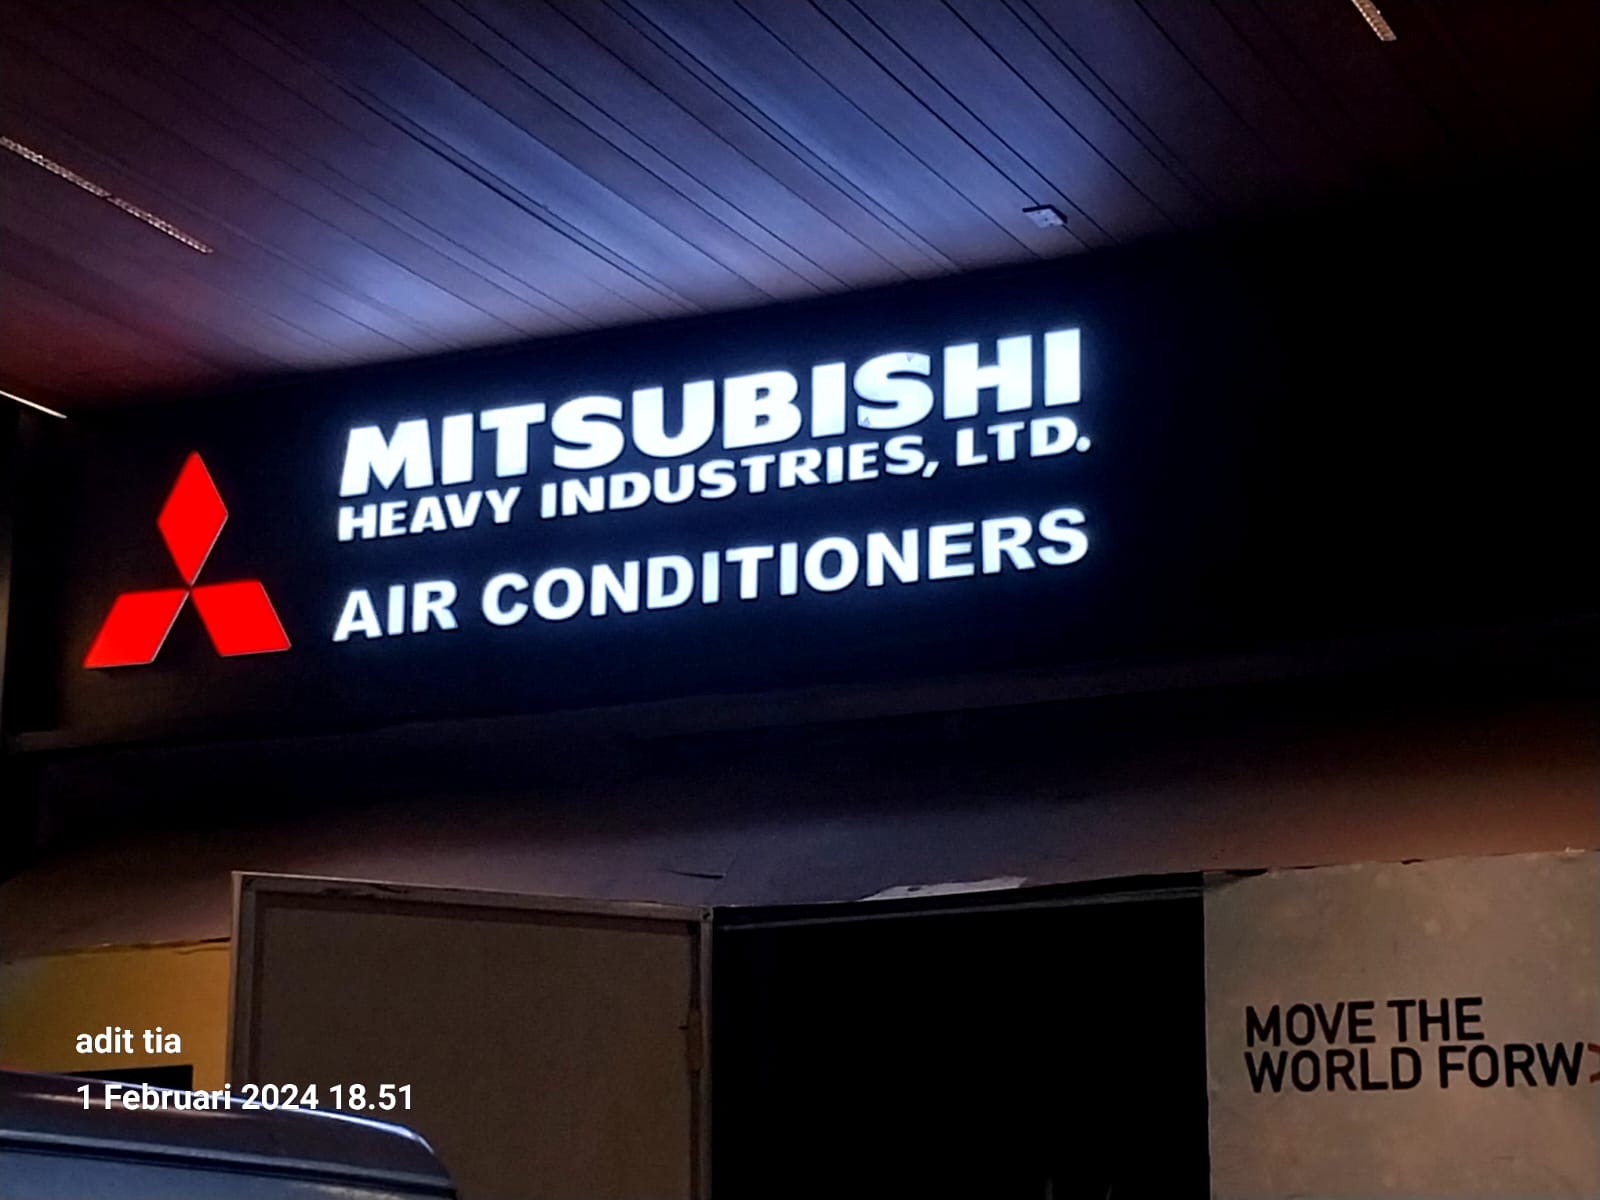 MITSUBISHI
HEAVY INDUSTRIES, LTD.
AIR CONDITIONERS
MOVE THE
WORLD FORW
adit tia
1 Februari 2024 18.51